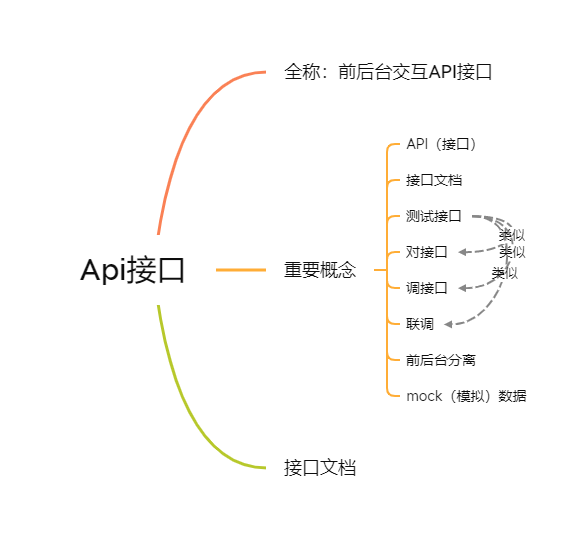 全称：前后台交互API接口
API（接口）
接口文档
测试接口
类似
对接口
类似
Api接口
重要概念
类似
调接口
联调
前后台分离
mock（模拟）数据
接口文档